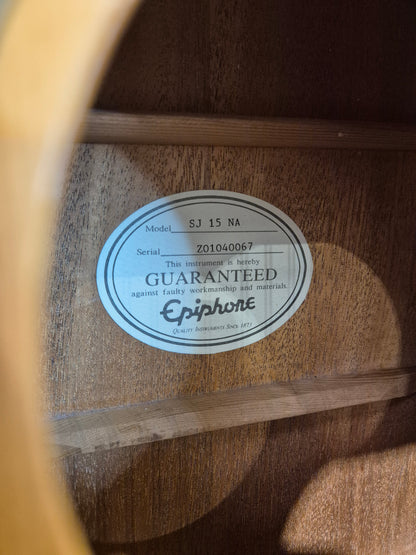 Model SJ 15 NA
Serial Z01040067
This instrument is hereby
GUARANTEED
against faulty workmanship and materials.
Epiphone
QUALITY INSTRUMENTS SINCE 1873